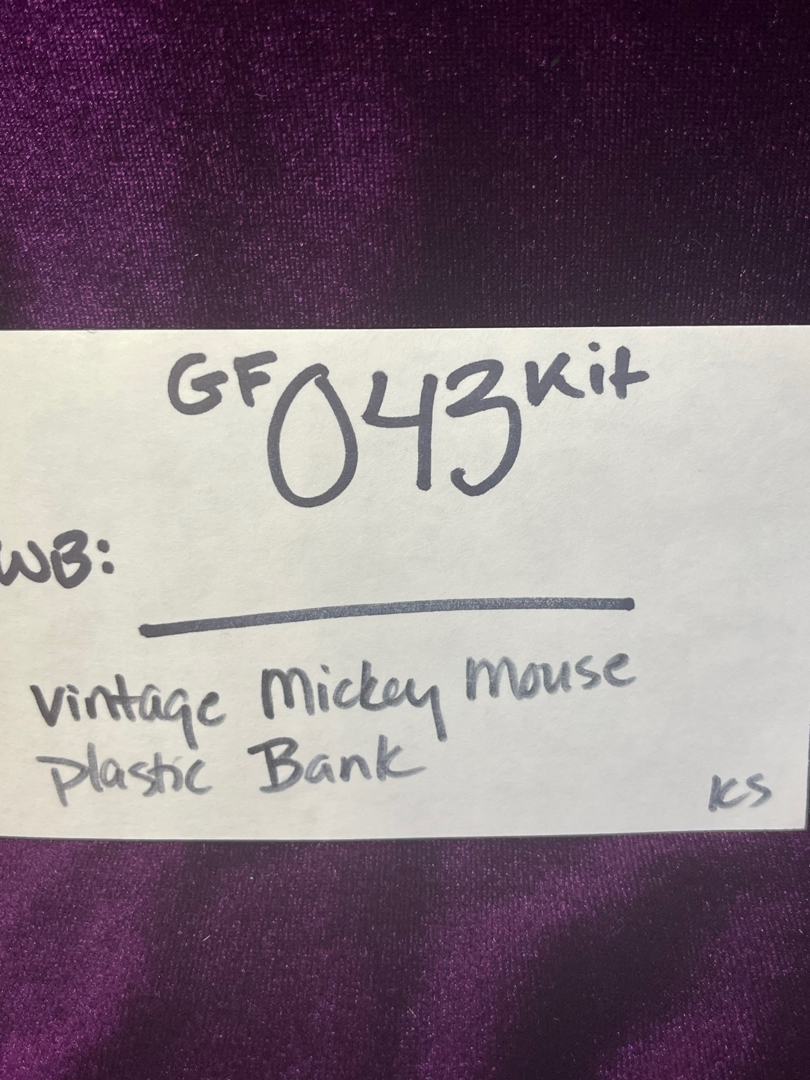 GF 043 Kit
WB:
Vintage Mickey Mouse
Plastic Bank
KS